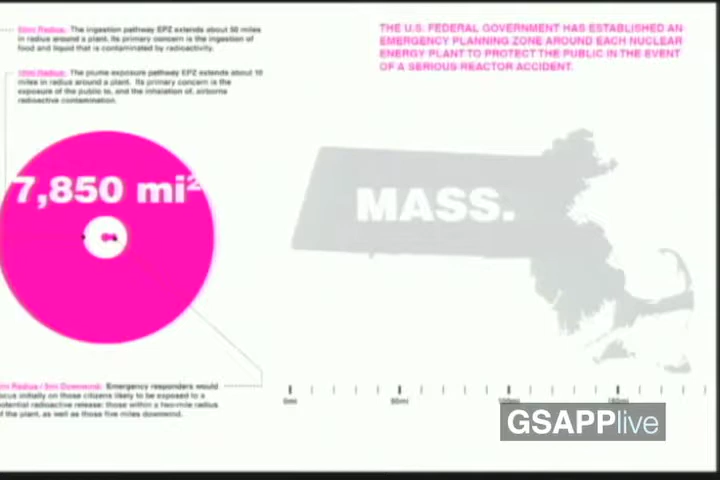 50mi Radius: The ingestion pathway EPZ extends about 50 miles
in radius around a plant. Its primary concern is the ingestion of
food and liquid that is contaminated by radioactivity.
10mi Radius: The plume exposure pathway EPZ extends about 10
miles in radius around a plant. Its primary concern is the
exposure of the public to, and the inhalation of, airborne
radioactive contamination.
THE U.S. FEDERAL GOVERNMENT HAS ESTABLISHED AN
EMERGENCY PLANNING ZONE AROUND EACH NUCLEAR
ENERGY PLANT TO PROTECT THE PUBLIC IN THE EVENT
OF A SERIOUS REACTOR ACCIDENT.
7,850 mi²
MASS.
Radius / 5mi Downwind: Emergency responders would
focus initially on those citizens likely to be exposed to a
potential radioactive release: those within a two-mile radius
of the plant, as well as those five miles downwind.
0mi 50mi 100mi 150mi
GSAPPlive